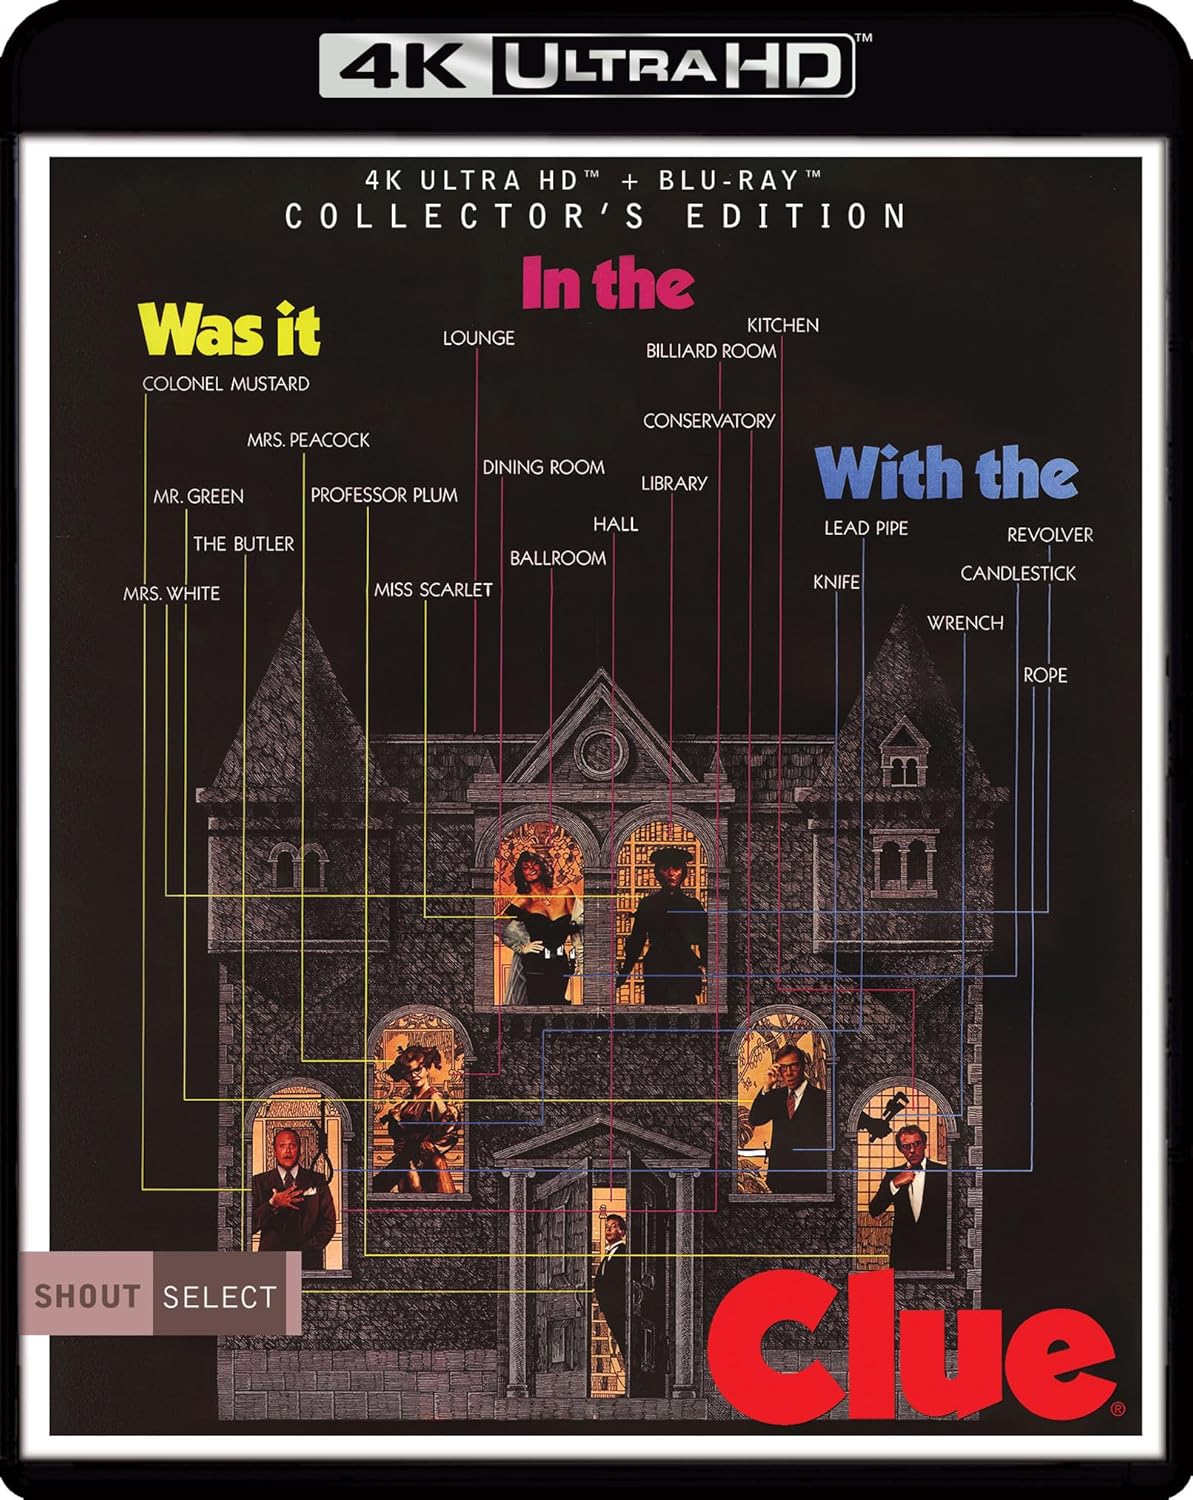 4K ULTRA HD™
4K ULTRA HD™ + BLU-RAY™
COLLECTOR'S EDITION
In the
Was it
KITCHEN
LOUNGE
BILLIARD ROOM
COLONEL MUSTARD
CONSERVATORY
MRS. PEACOCK
With the
DINING ROOM
LIBRARY
MR. GREEN
PROFESSOR PLUM
HALL
LEAD PIPE
REVOLVER
THE BUTLER
BALLROOM
CANDLESTICK
KNIFE
MRS. WHITE
MISS SCARLET
WRENCH
ROPE
SHOUT SELECT
Clue®